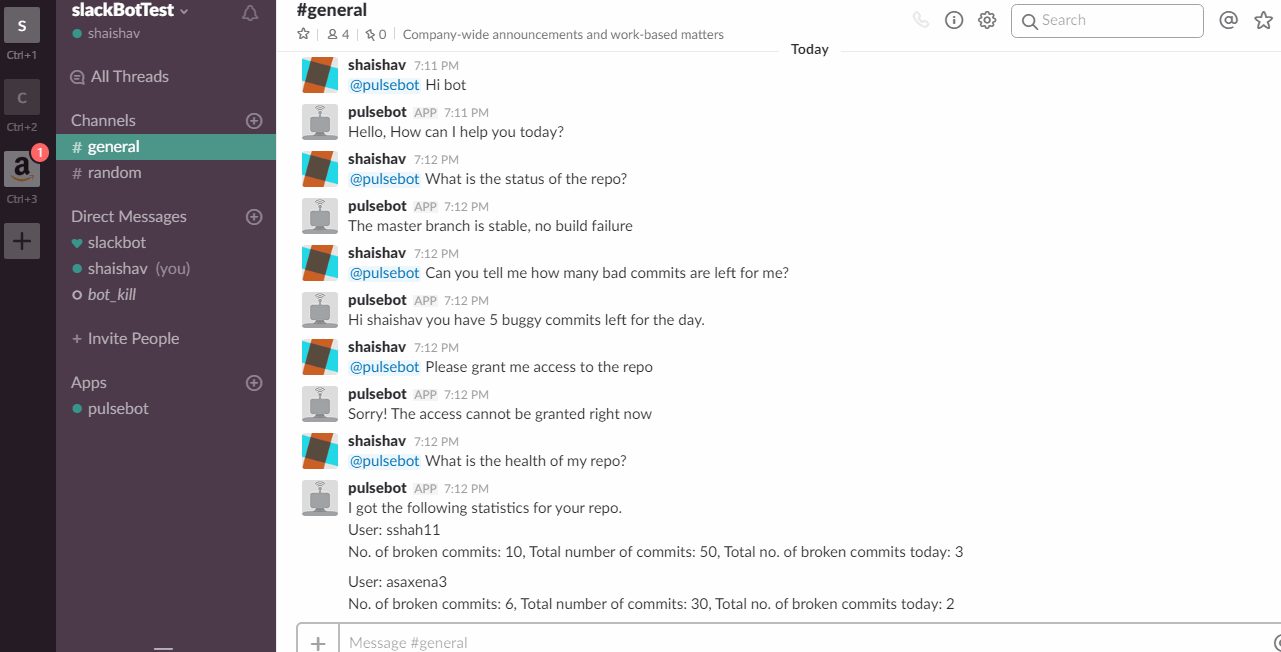 S
Ctrl+1
C
Ctrl+2
1
a
Ctrl+3
+
slackBotTest
shaishav
All Threads
Channels
# general
# random
Direct Messages
slackbot
shaishav (you)
bot_kill
+ Invite People
Apps
pulsebot
#general
4
0
Company-wide announcements and work-based matters
Search
@
Today
shaishav 7:11 PM
@pulsebot Hi bot
pulsebot APP 7:11 PM
Hello, How can I help you today?
shaishav 7:12 PM
@pulsebot What is the status of the repo?
pulsebot APP 7:12 PM
The master branch is stable, no build failure
shaishav 7:12 PM
@pulsebot Can you tell me how many bad commits are left for me?
pulsebot APP 7:12 PM
Hi shaishav you have 5 buggy commits left for the day.
shaishav 7:12 PM
@pulsebot Please grant me access to the repo
pulsebot APP 7:12 PM
Sorry! The access cannot be granted right now
shaishav 7:12 PM
@pulsebot What is the health of my repo?
pulsebot APP 7:12 PM
I got the following statistics for your repo.
User: sshah11
No. of broken commits: 10, Total number of commits: 50, Total no. of broken commits today: 3
User: asaxena3
No. of broken commits: 6, Total number of commits: 30, Total no. of broken commits today: 2
+
Message #general